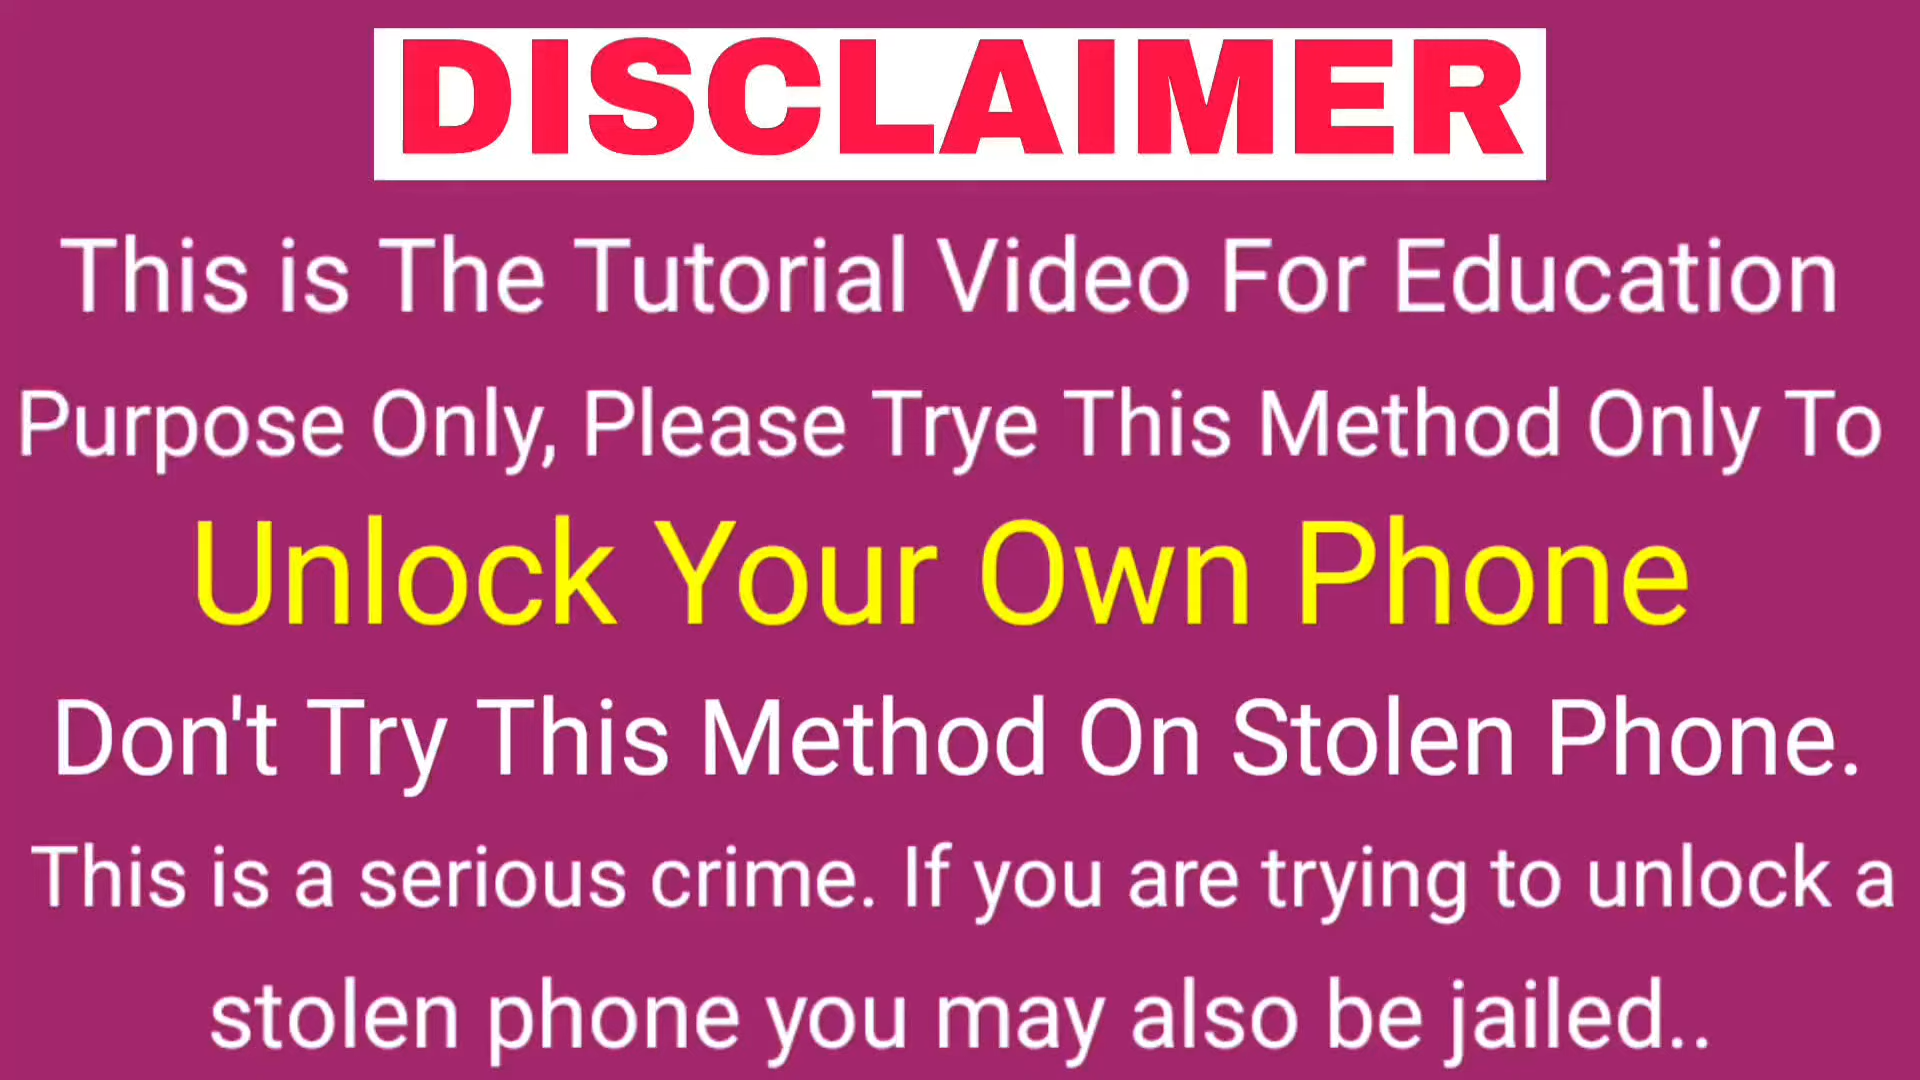 DISCLAIMER
This is The Tutorial Video For Education
Purpose Only, Please Trye This Method Only To
Unlock Your Own Phone
Don't Try This Method On Stolen Phone.
This is a serious crime. If you are trying to unlock a
stolen phone you may also be jailed..